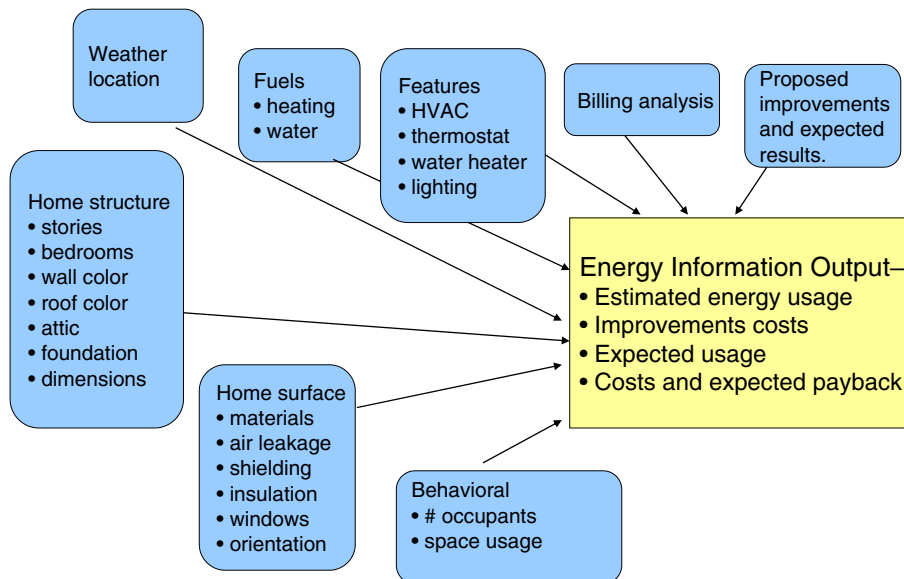 Weather
location
Fuels
• heating
• water
Features
• HVAC
• thermostat
• water heater
• lighting
Billing analysis
Proposed
improvements
and expected
results.
Home structure
• stories
• bedrooms
• wall color
• roof color
• attic
• foundation
• dimensions
Energy Information Output–
• Estimated energy usage
• Improvements costs
• Expected usage
• Costs and expected payback
Home surface
• materials
• air leakage
• shielding
• insulation
• windows
• orientation
Behavioral
• # occupants
• space usage